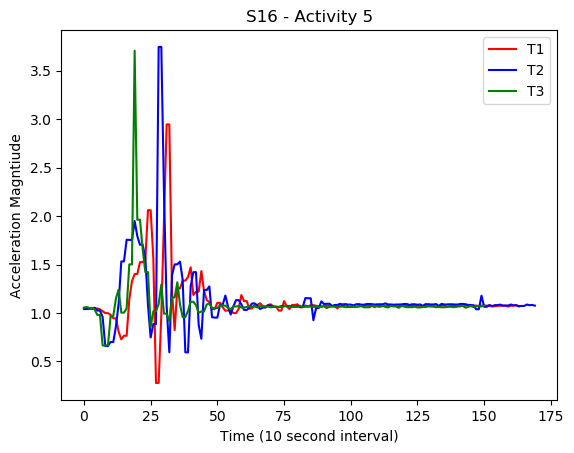 S16 - Activity 5
T1
T2
T3
3.5
3.0
2.5
2.0
1.5
1.0
0.5
Acceleration Magntiude
0 25 50 75 100 125 150 175
Time (10 second interval)